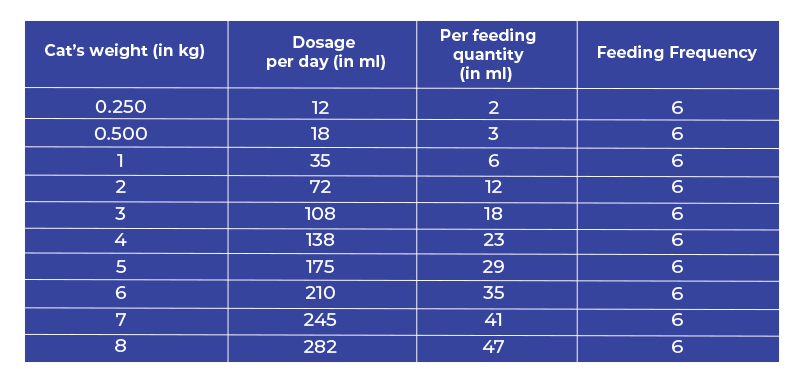 Cat's weight (in kg) Dosage per day (in ml) Per feeding quantity (in ml) Feeding Frequency
0.250 12 2 6
0.500 18 3 6
1 35 6 6
2 72 12 6
3 108 18 6
4 138 23 6
5 175 29 6
6 210 35 6
7 245 41 6
8 282 47 6